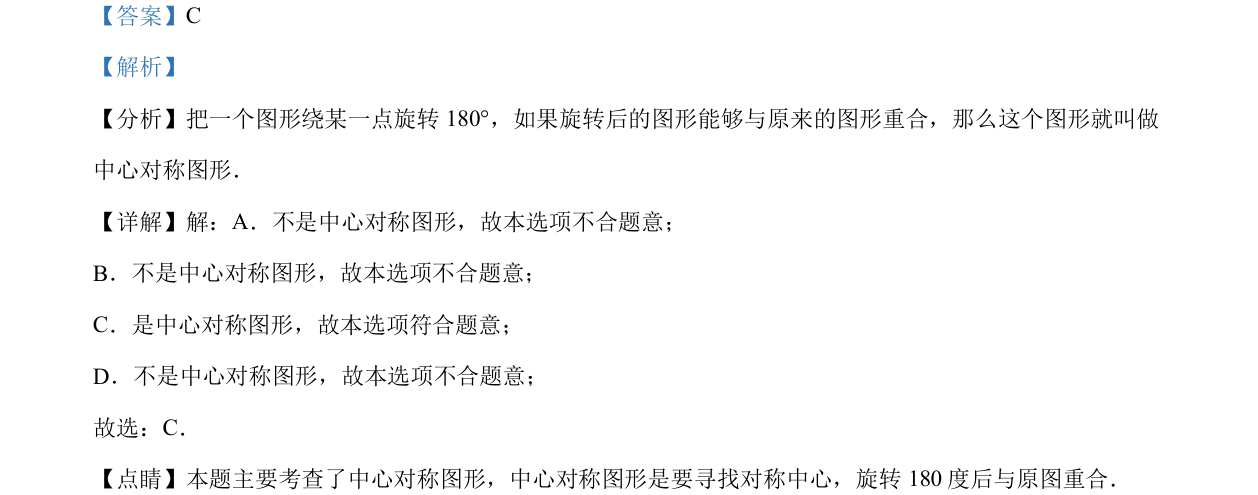 【答案】C
【解析】
【分析】把一个图形绕某一点旋转 180°，如果旋转后的图形能够与原来的图形重合，那么这个图形就叫做
中心对称图形．
【详解】解：A．不是中心对称图形，故本选项不合题意；
B．不是中心对称图形，故本选项不合题意；
C．是中心对称图形，故本选项符合题意；
D．不是中心对称图形，故本选项不合题意；
故选：C．
【点睛】本题主要考查了中心对称图形，中心对称图形是要寻找对称中心，旋转 180 度后与原图重合．